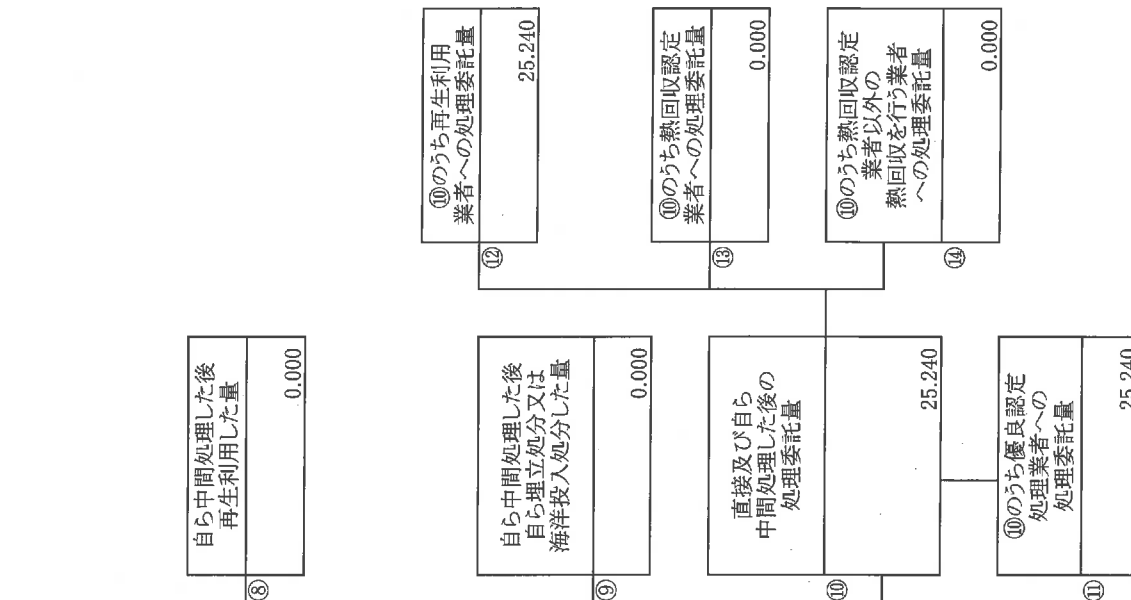 ⑧
自ら中間処理した後
再生利用した量
0.000
⑨
自ら中間処理した後
自ら埋立処分又は
海洋投入処分した量
0.000
⑩
直接及び自ら
中間処理した後の
処理委託量
25.240
⑪
⑩のうち優良認定
処理業者への
処理委託量
25.240
⑫
⑩のうち再生利用
業者への処理委託量
25.240
⑬
⑩のうち熱回収認定
業者への処理委託量
0.000
⑭
⑩のうち熱回収認定
業者以外の
熱回収を行う業者
への処理委託量
0.000